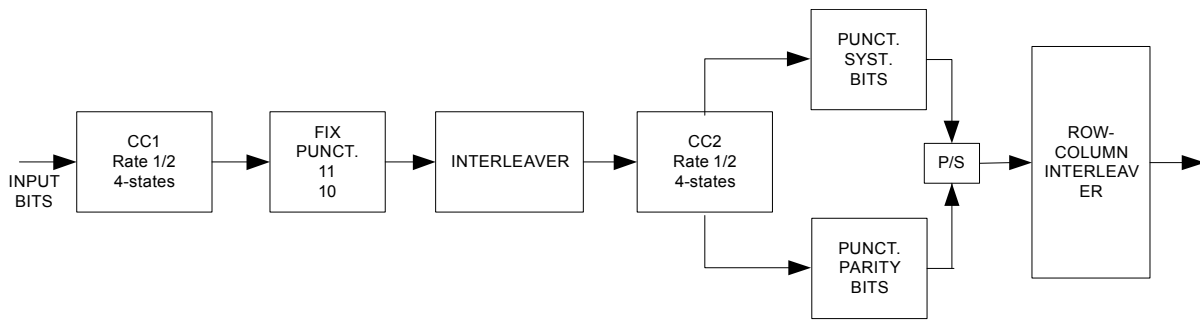 INPUT
BITS
CC1
Rate 1/2
4-states
FIX
PUNCT.
11
10
INTERLEAVER
CC2
Rate 1/2
4-states
PUNCT.
SYST.
BITS
PUNCT.
PARITY
BITS
P/S
ROW-
COLUMN
INTERLEAV
ER